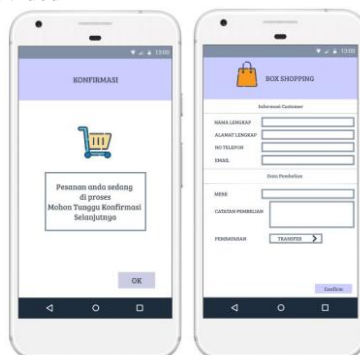 13:00
KONFIRMASI
Pesanan anda sedang
di proses
Mohon Tunggu Konfirmasi
Selanjutnya
OK
13:00
BOX SHOPPING
Informasi Customer
NAMA LENGKAP
ALAMAT LENGKAP
NO TELEPON
EMAIL
Data Pembelian
MERK
CATATAN PEMBELIAN
PEMBAYARAN
TRANSFER
Confirm